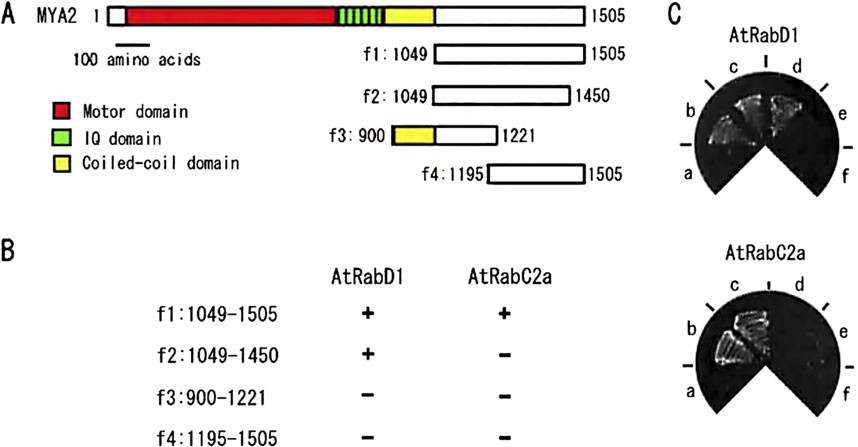 A
MYA2 1 1505
100 amino acids
f1:1049 1505
f2:1049 1450
f3:900 1221
f4:1195 1505
Motor domain
IQ domain
Coiled-coil domain
B
AtRabD1 AtRabC2a
f1:1049-1505 + +
f2:1049-1450 + -
f3:900-1221 - -
f4:1195-1505 - -
C
AtRabD1
c d
b e
a f
AtRabC2a
c d
b e
a f